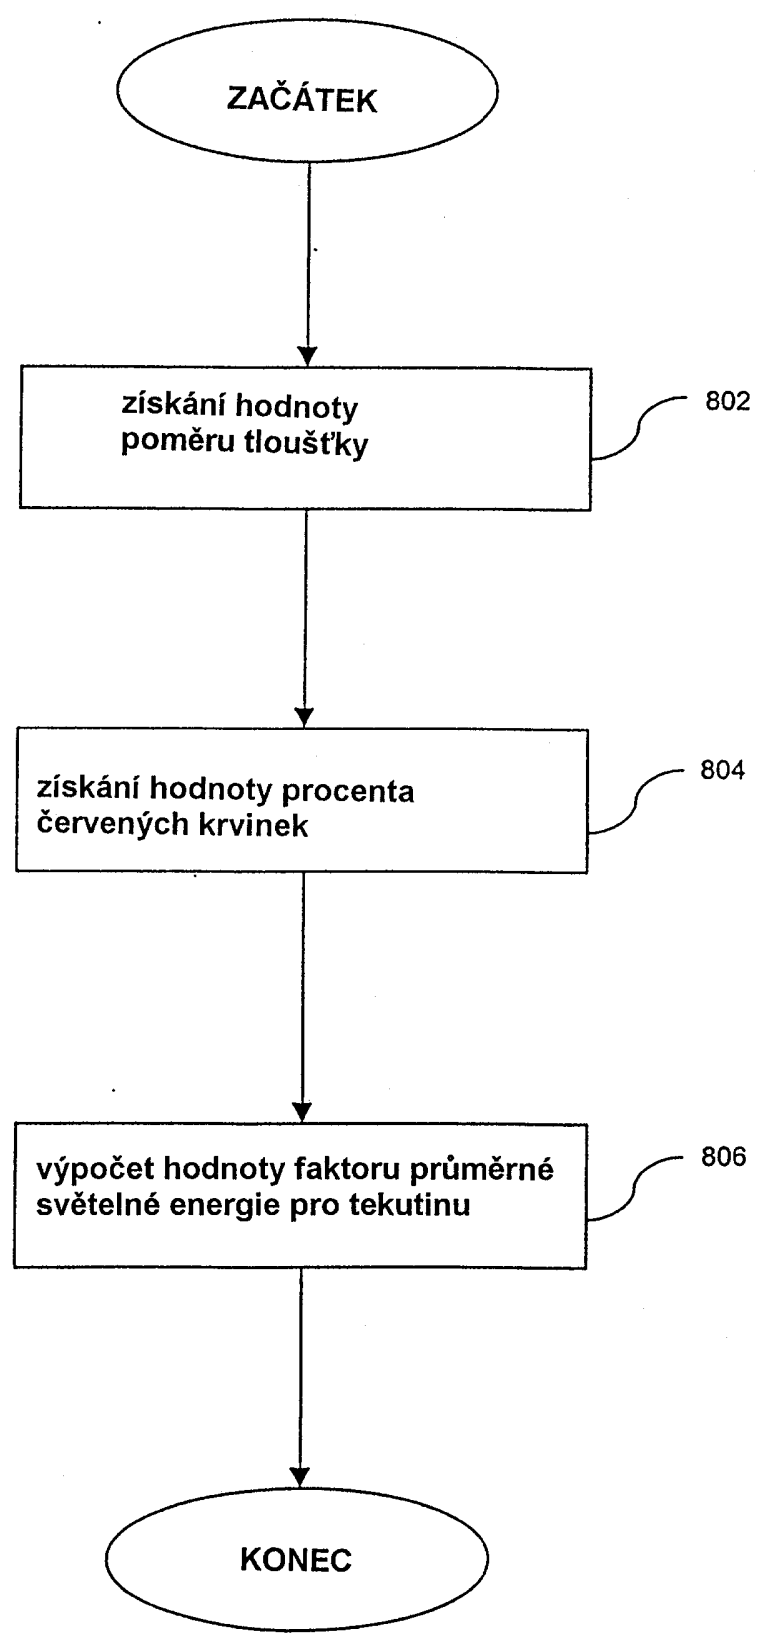 ZAČÁTEK
získání hodnoty
poměru tloušťky
802
získání hodnoty procenta
červených krvinek
804
výpočet hodnoty faktoru průměrné
světelné energie pro tekutinu
806
KONEC